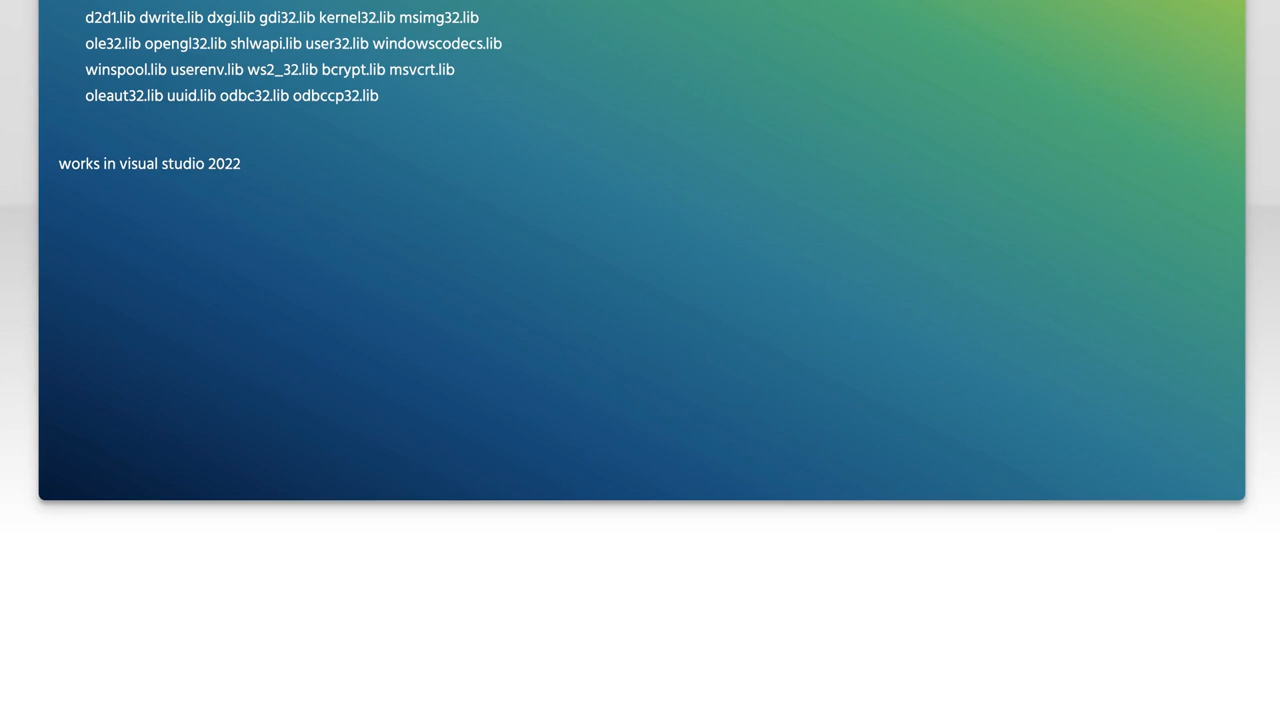 d2d1.lib dwrite.lib dxgi.lib gdi32.lib kernel32.lib msimg32.lib
ole32.lib opengl32.lib shlwapi.lib user32.lib windowscodecs.lib
winspool.lib userenv.lib ws2_32.lib bcrypt.lib msvcrt.lib
oleaut32.lib uuid.lib odbc32.lib odbccp32.lib
works in visual studio 2022